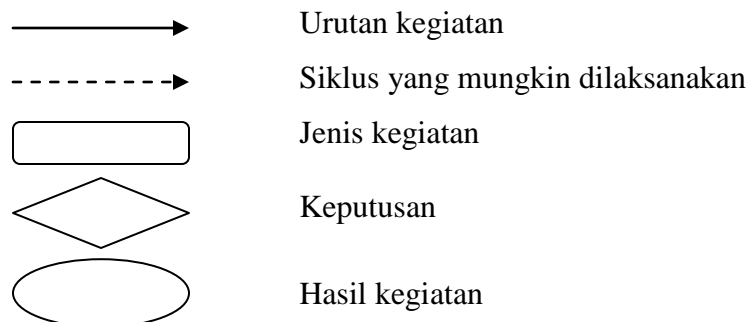 Urutan kegiatan
Siklus yang mungkin dilaksanakan
Jenis kegiatan
Keputusan
Hasil kegiatan